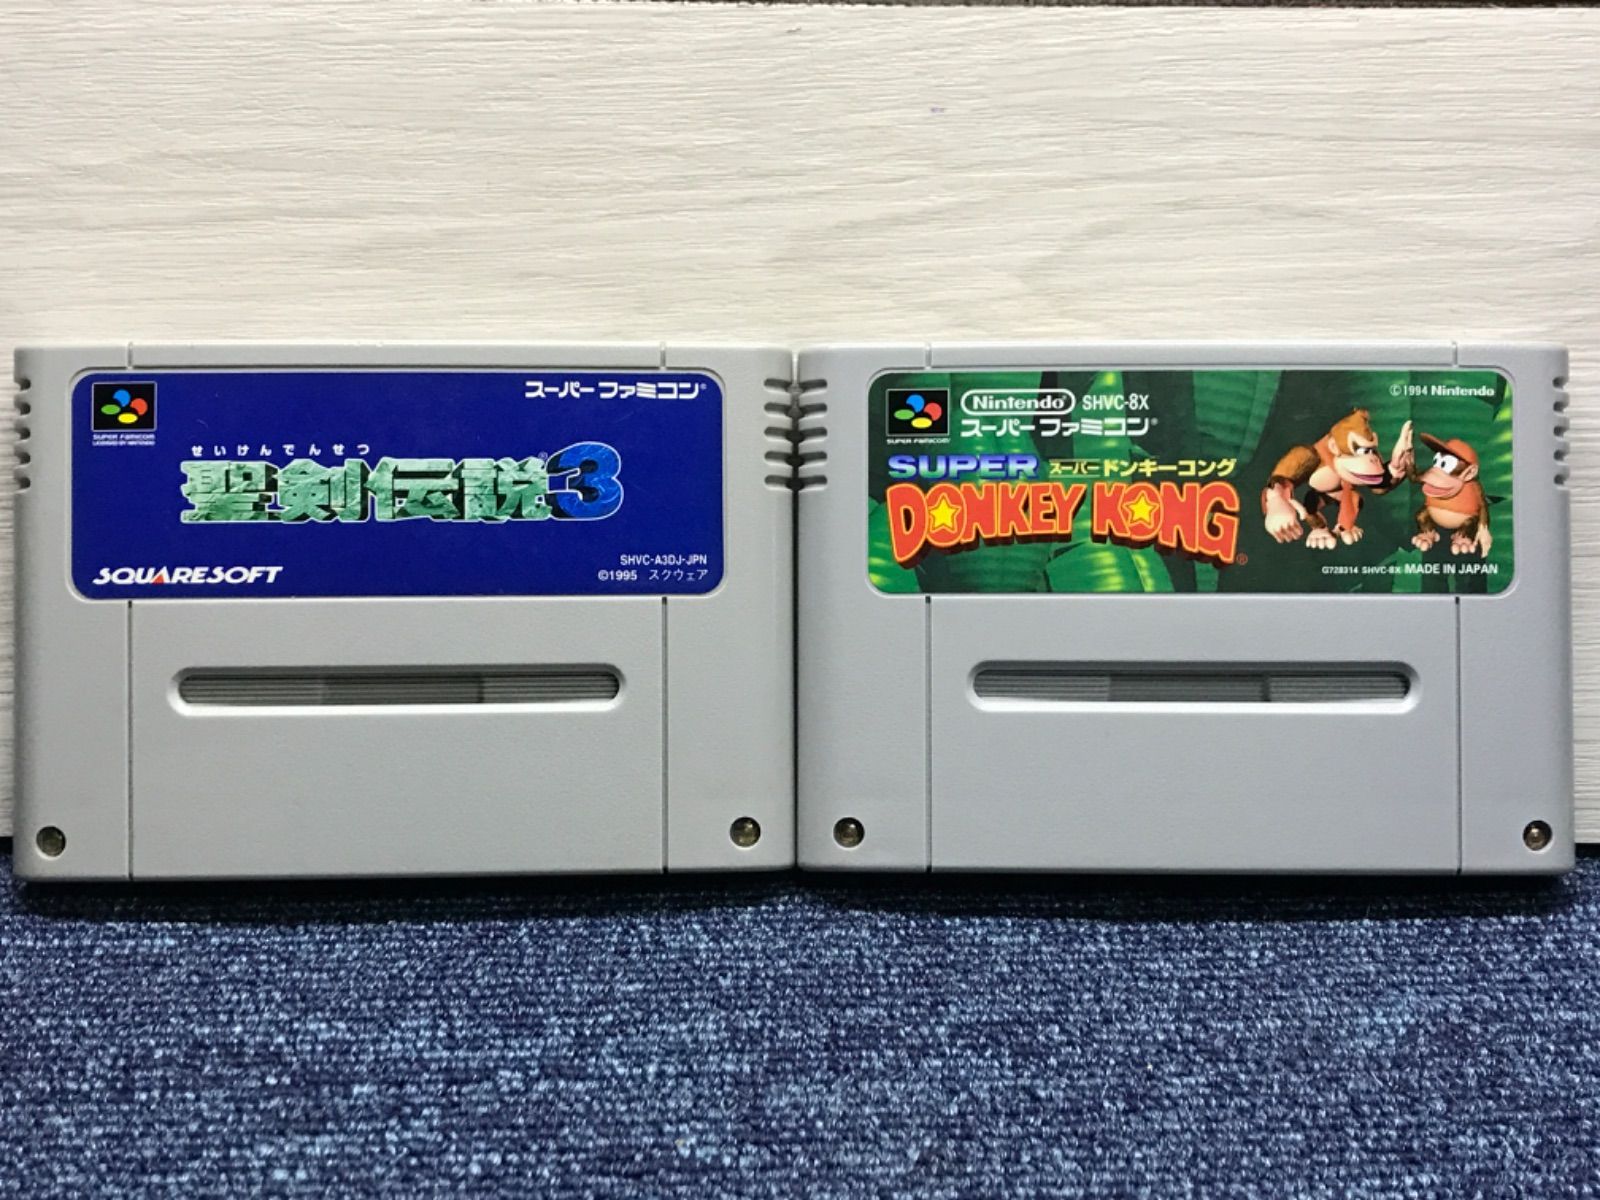 スーパーファミコン®
SUPER FAMICOM
LICENSED BY NINTENDO
せいけんでんせつ
聖剣伝説3
SHVC-A3DJ-JPN
©1995 スクウェア
SQUARESOFT
Nintendo® SHVC-8X
©1994 Nintendo
スーパーファミコン®
SUPER FAMICOM
SUPER スーパードンキーコング
DONKEY KONG®
G728314 SHVC-8X MADE IN JAPAN